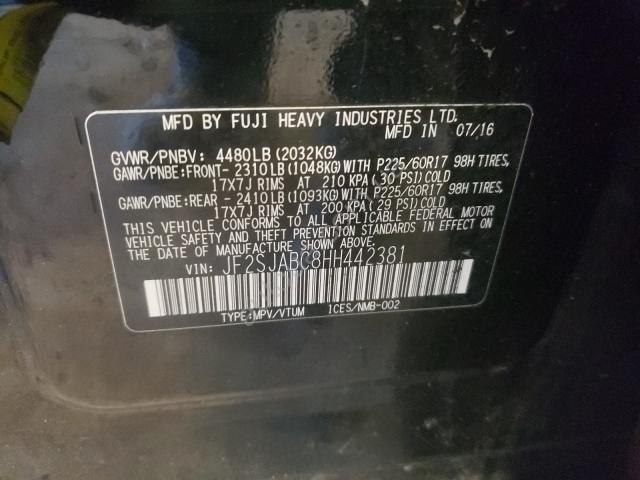 MFD BY FUJI HEAVY INDUSTRIES LTD.
MFD IN 07/16
GVWR/PNBV: 4480LB(2032KG)
GAWR/PNBE:FRONT- 2310LB(1048KG)WITH P225/60R17 98H TIRES,
17X7J RIMS AT 210 KPA(30 PSI)COLD
GAWR/PNBE:REAR - 2410LB(1093KG)WITH P225/60R17 98H TIRES,
17X7J RIMS AT 200 KPA(29 PSI)COLD
THIS VEHICLE CONFORMS TO ALL APPLICABLE FEDERAL MOTOR
VEHICLE SAFETY AND THEFT PREVENTION STANDARDS IN EFFECT ON
THE DATE OF MANUFACTURE SHOWN ABOVE.
VIN: JF2SJABC8HH442381
TYPE:MPV/VTUM ICES/NMB-002